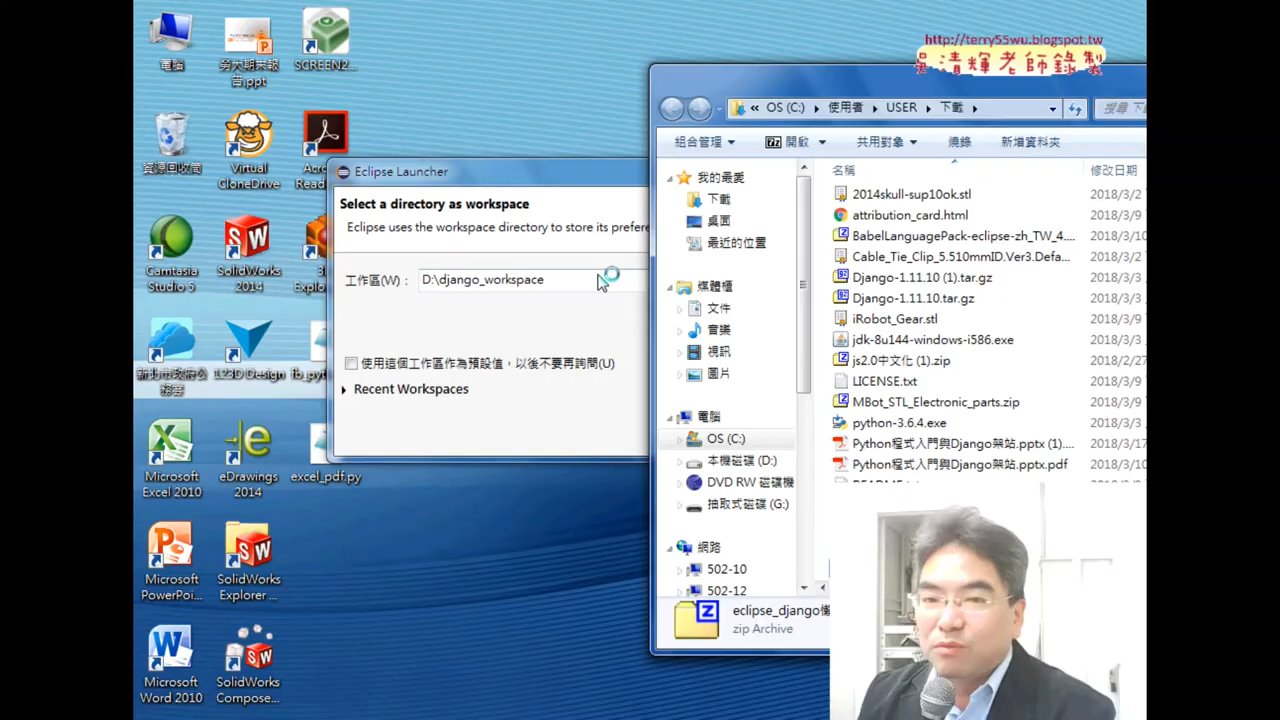 http://terry55wu.blogspot.tw
吳清輝老師錄製
電腦
勞大期末報
告.ppt
SCREEN2...
資源回收筒
Virtual
CloneDrive
Acro
Read
Camtasia
Studio 5
SolidWorks
2014
3
Explo
新北市政府公
務雲
123D Design
fb_py
Microsoft
Excel 2010
eDrawings
2014
excel_pdf.py
Microsoft
PowerPoi...
SolidWorks
Explorer ...
Microsoft
Word 2010
SolidWorks
Compose...
Eclipse Launcher
Select a directory as workspace
Eclipse uses the workspace directory to store its prefere
工作區(W)：
D:\django_workspace
使用這個工作區作為預設值，以後不要再詢問(U)
Recent Workspaces
« OS (C:) 使用者 USER 下載
搜尋 下
組合管理 開啟 共用對象 燒錄 新增資料夾
我的最愛
下載
桌面
最近的位置
媒體櫃
文件
音樂
視訊
圖片
電腦
OS (C:)
本機磁碟 (D:)
DVD RW 磁碟機
抽取式磁碟 (G:)
網路
502-10
502-12
名稱 修改日期
2014skull-sup10ok.stl 2018/3/2
attribution_card.html 2018/3/9
BabelLanguagePack-eclipse-zh_TW_4.... 2018/3/9
Cable_Tie_Clip_5.510mmID.Ver3.Defa... 2018/3/9
Django-1.11.10 (1).tar.gz 2018/3/9
Django-1.11.10.tar.gz 2018/3/9
iRobot_Gear.stl 2018/3/9
jdk-8u144-windows-i586.exe 2018/3/9
js2.0中文化 (1).zip 2018/2/27
LICENSE.txt 2018/3/9
MBot_STL_Electronic_parts.zip 2018/3/9
python-3.6.4.exe 2018/3/9
Python程式入門與Django架站.pptx (1).... 2018/3/17
Python程式入門與Django架站.pptx.pdf 2018/3/10
eclipse_django懶
zip Archive